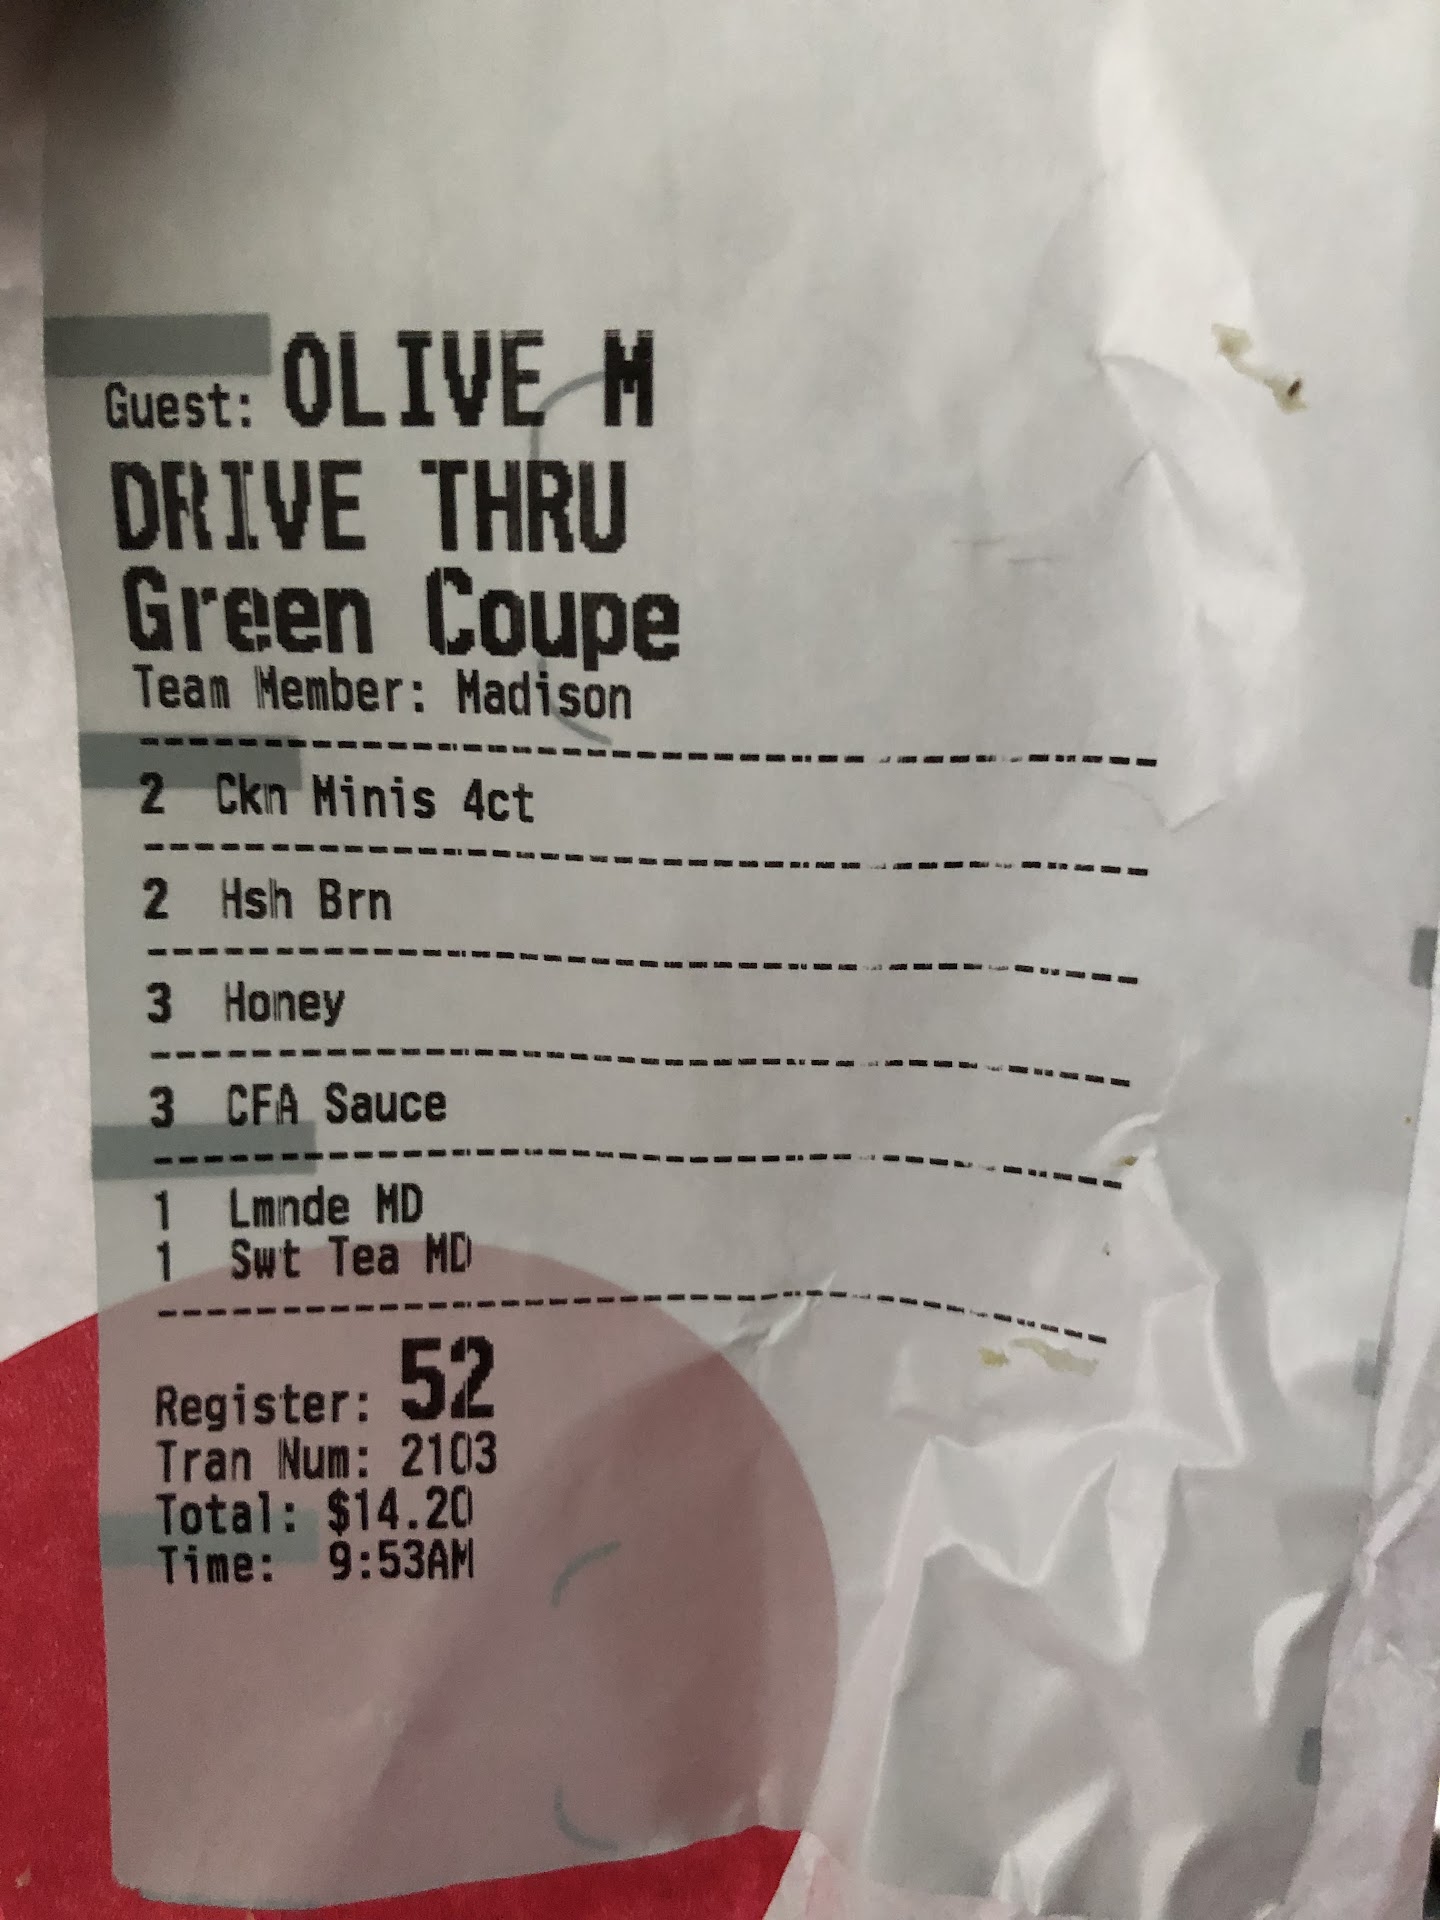 Guest: OLIVE M
DRIVE THRU
Green Coupe
Team Member: Madison
2 Ckn Minis 4ct
2 Hsh Brn
3 Honey
3 CFA Sauce
1 Lmnde MD
1 Swt Tea MD
Register: 52
Tran Num: 2103
Total: $14.20
Time: 9:53AM